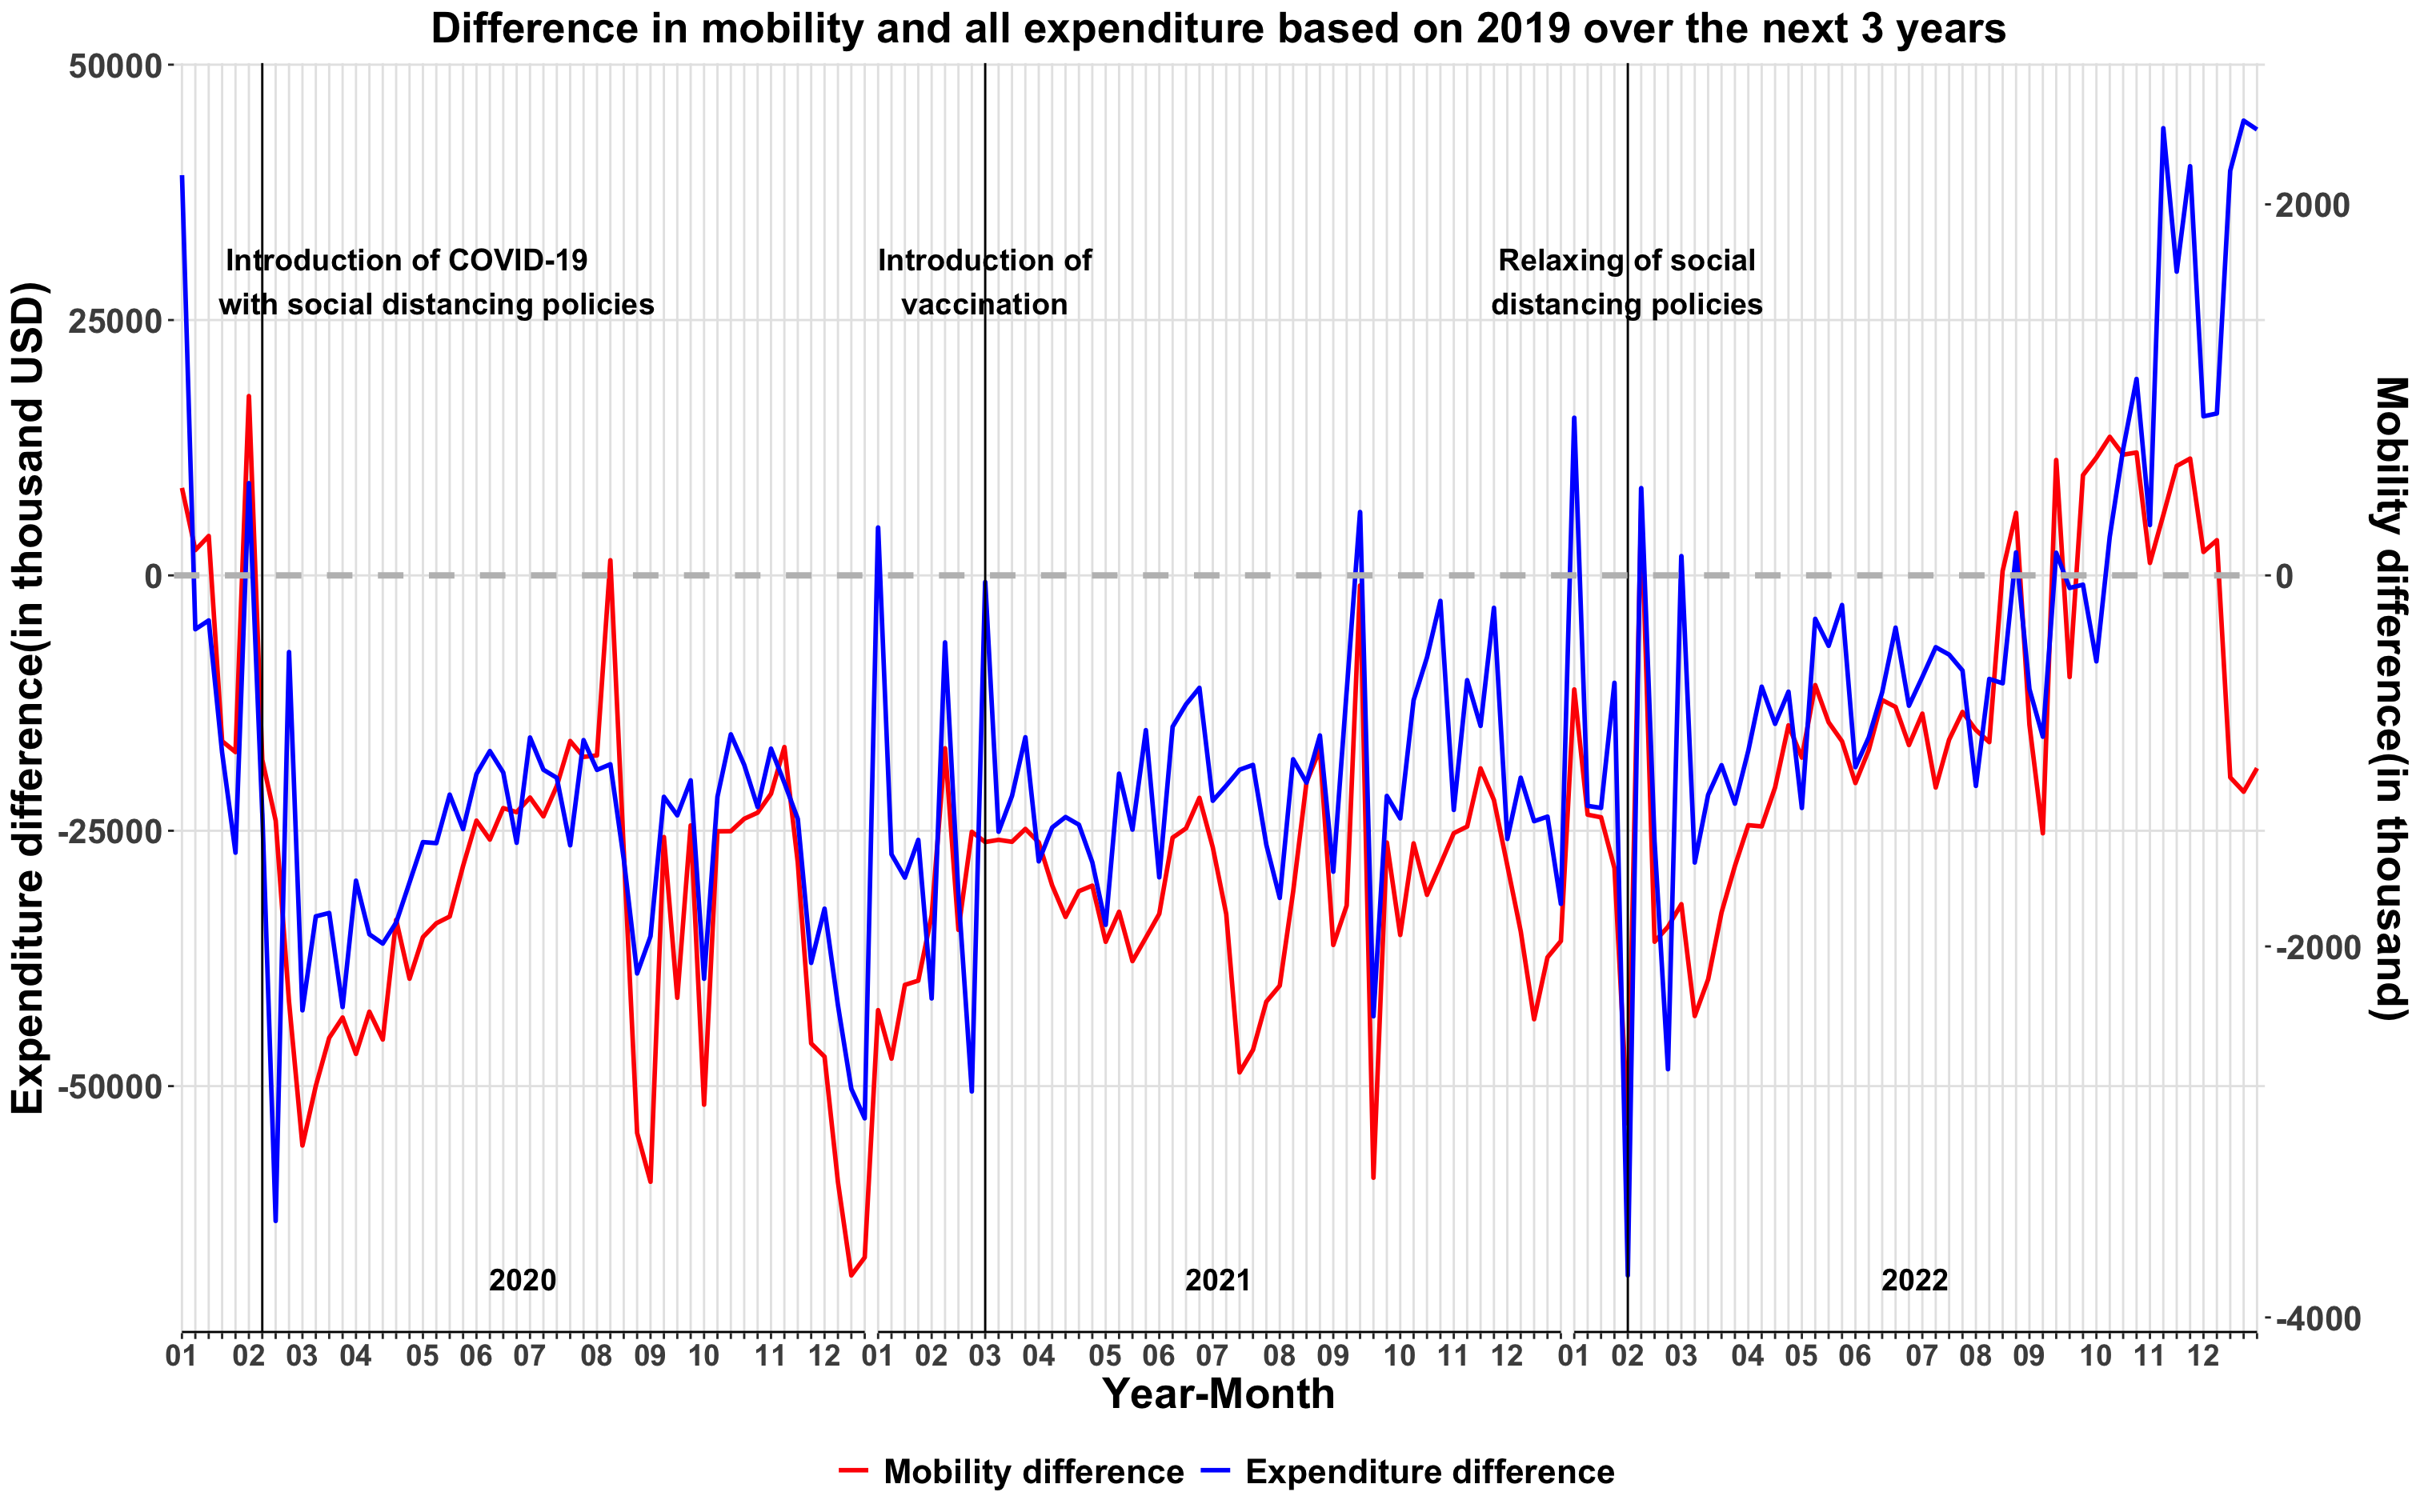 Difference in mobility and all expenditure based on 2019 over the next 3 years
50000
25000
0
-25000
-50000
Expenditure difference(in thousand USD)
2000
0
-2000
-4000
Mobility difference(in thousand)
Introduction of COVID-19
with social distancing policies
Introduction of
vaccination
Relaxing of social
distancing policies
2020 2021 2022
01 02 03 04 05 06 07 08 09 10 11 12 01 02 03 04 05 06 07 08 09 10 11 12 01 02 03 04 05 06 07 08 09 10 11 12
Year-Month
Mobility difference Expenditure difference